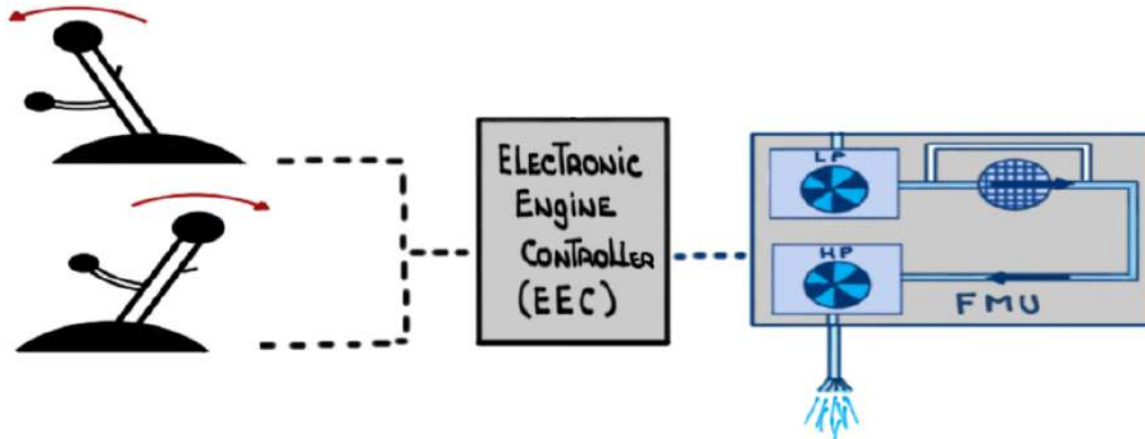 ELECTRONIC
ENGINE
CONTROLLER
(EEC)
LP
HP
FMU